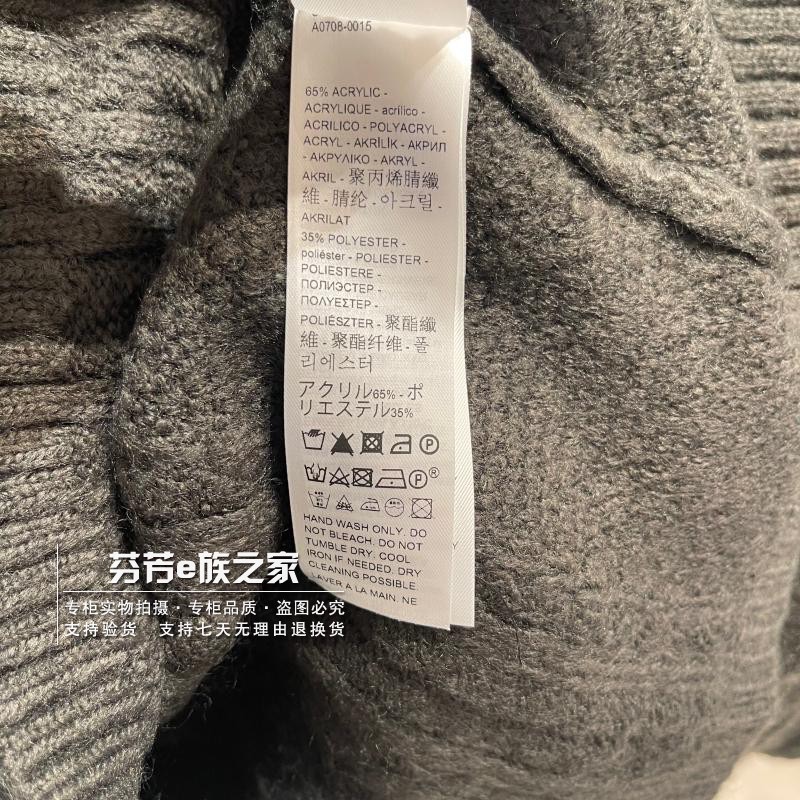 A0708-0015
65% ACRYLIC -
ACRYLIQUE - acrílico -
ACRILICO - POLYACRYL -
ACRYL - AKRİLİK - АКРИЛ
- ΑΚΡΥΛΙΚΟ - AKRYL -
AKRIL - 聚丙烯腈纖
維 - 腈纶 - 아크릴 -
AKRILAT
35% POLYESTER -
poliéster - POLIESTER -
POLIESTERE -
ПОЛИЭСТЕР -
ΠΟΛΥΕΣΤΕΡ -
POLIÉSZTER - 聚酯纖
維 - 聚酯纤维 - 폴
리에스터
アクリル65% - ポ
リエステル35%
HAND WASH ONLY. DO
NOT BLEACH. DO NOT
TUMBLE DRY. COOL
IRON IF NEEDED. DRY
CLEANING POSSIBLE.
LAVER A LA MAIN. NE
芬芳e族之家
专柜实物拍摄·专柜品质·盗图必究
支持验货 支持七天无理由退换货